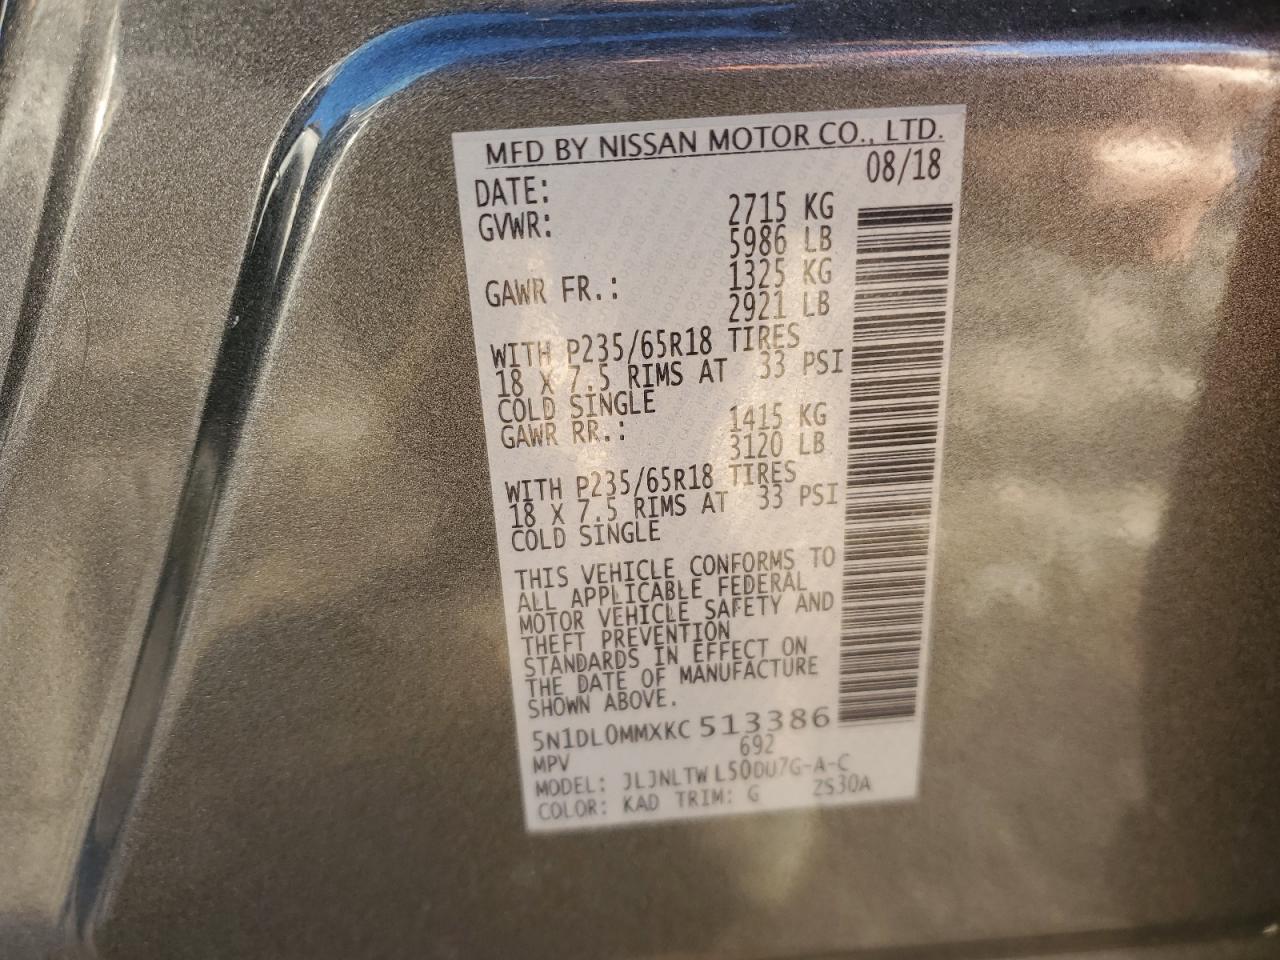 MFD BY NISSAN MOTOR CO., LTD.
DATE: 08/18
GVWR: 2715 KG
5986 LB
GAWR FR.: 1325 KG
2921 LB
WITH P235/65R18 TIRES
18 X 7.5 RIMS AT 33 PSI
COLD SINGLE
GAWR RR.: 1415 KG
3120 LB
WITH P235/65R18 TIRES
18 X 7.5 RIMS AT 33 PSI
COLD SINGLE
THIS VEHICLE CONFORMS TO
ALL APPLICABLE FEDERAL
MOTOR VEHICLE SAFETY AND
THEFT PREVENTION
STANDARDS IN EFFECT ON
THE DATE OF MANUFACTURE
SHOWN ABOVE.
5N1DL0MMXKC 513386
MPV 692
MODEL: JLJNLTW L50DU7G-A-C
COLOR: KAD TRIM: G ZS30A